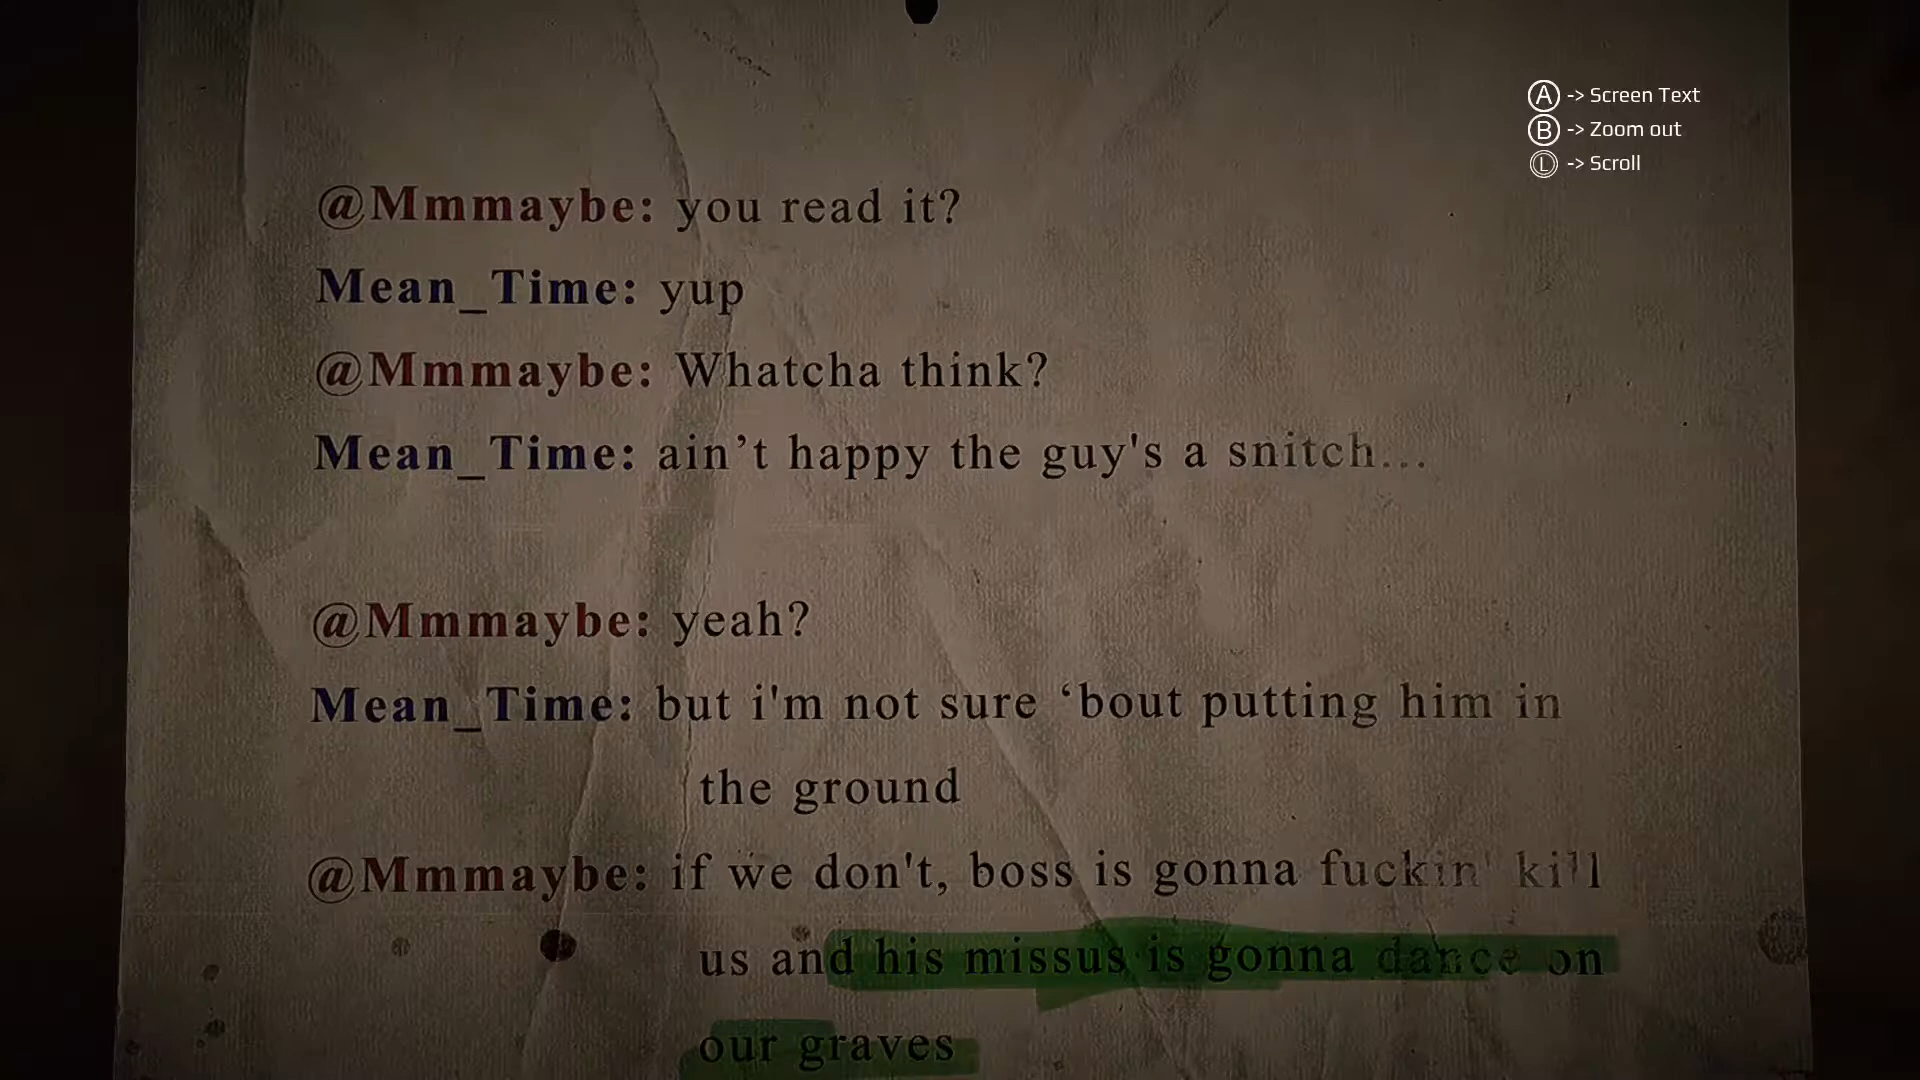 Ⓐ -> Screen Text
Ⓑ -> Zoom out
Ⓛ -> Scroll
@Mmmaybe: you read it?
Mean_Time: yup
@Mmmaybe: Whatcha think?
Mean_Time: ain’t happy the guy's a snitch...
@Mmmaybe: yeah?
Mean_Time: but i'm not sure ‘bout putting him in
the ground
@Mmmaybe: if we don't, boss is gonna fuckin' kill
us and his missus is gonna dance on
our graves